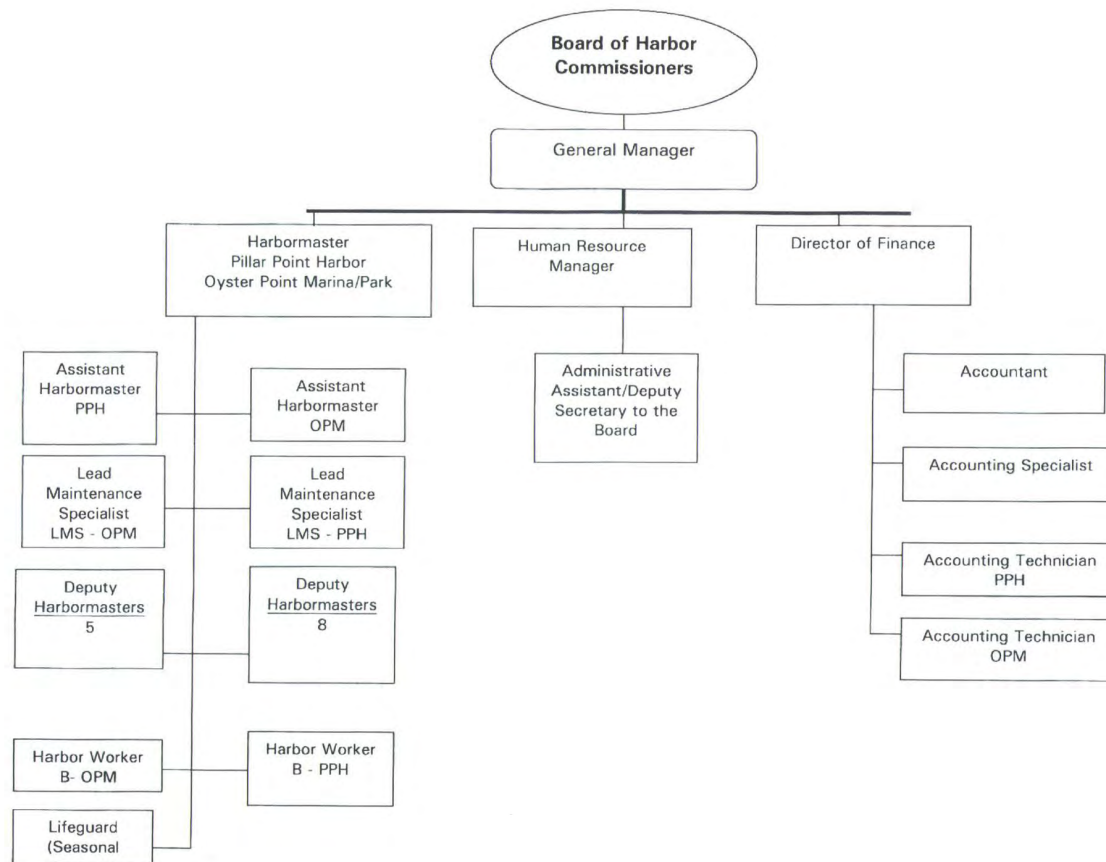 Board of Harbor
Commissioners
General Manager
Harbormaster
Pillar Point Harbor
Oyster Point Marina/Park
Human Resource
Manager
Director of Finance
Assistant
Harbormaster
PPH
Assistant
Harbormaster
OPM
Administrative
Assistant/Deputy
Secretary to the
Board
Accountant
Lead
Maintenance
Specialist
LMS - OPM
Lead
Maintenance
Specialist
LMS - PPH
Accounting Specialist
Deputy
Harbormasters
5
Deputy
Harbormasters
8
Accounting Technician
PPH
Accounting Technician
OPM
Harbor Worker
B- OPM
Harbor Worker
B - PPH
Lifeguard
(Seasonal